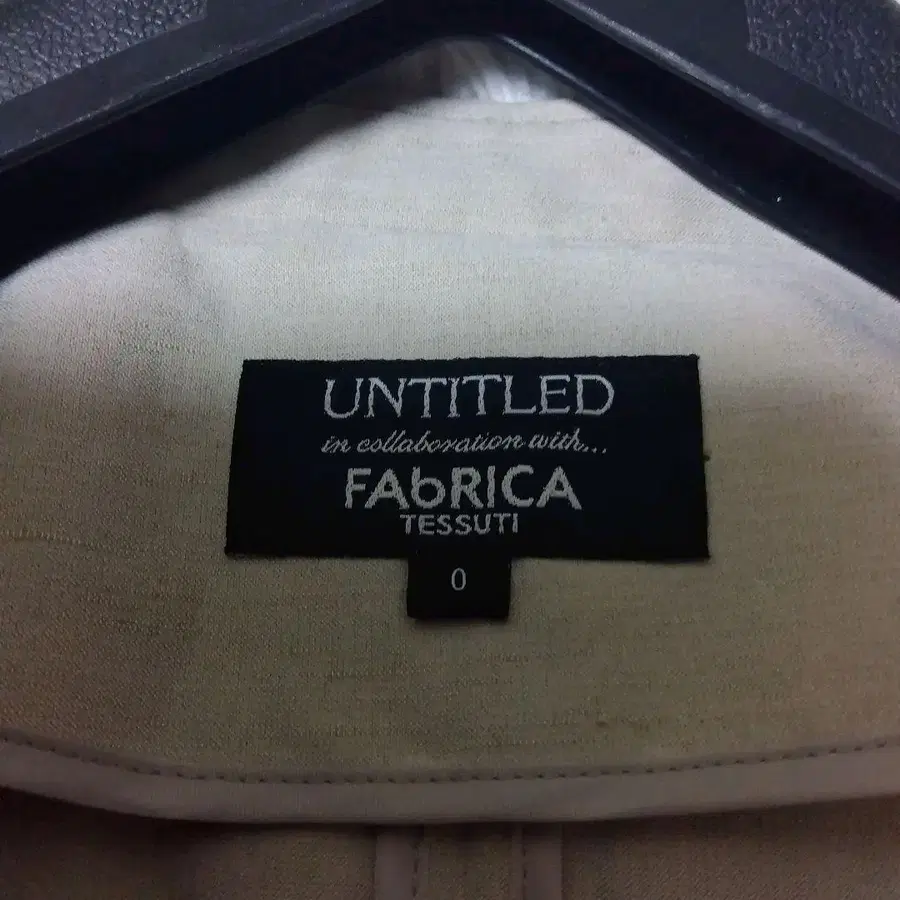 UNTITLED
in collaboration with...
FAbRICA
TESSUTI
0